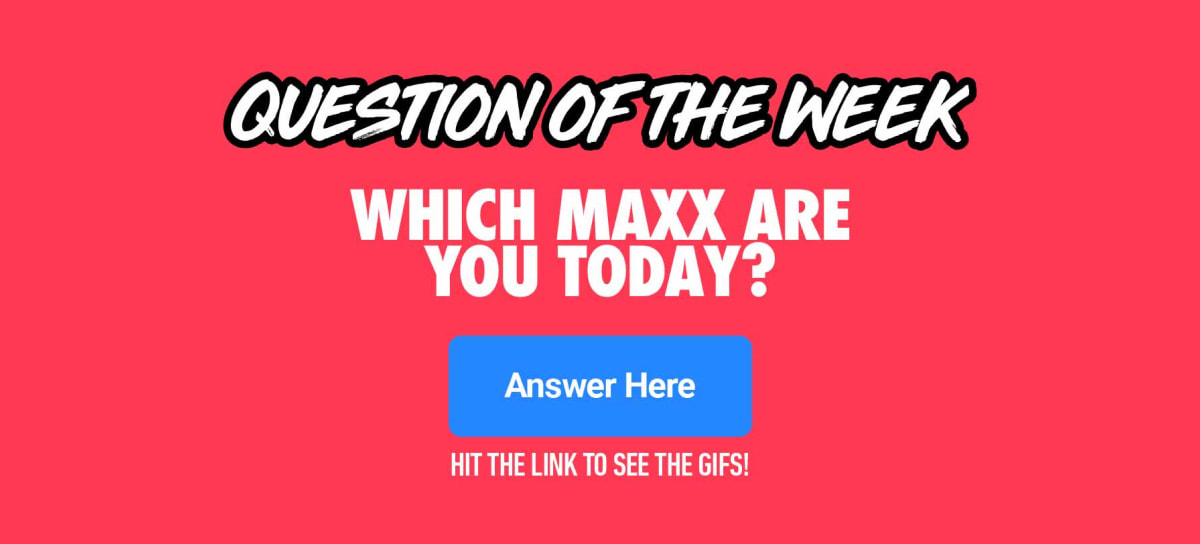 QUESTION OF THE WEEK
WHICH MAXX ARE
YOU TODAY?
Answer Here
HIT THE LINK TO SEE THE GIFS!